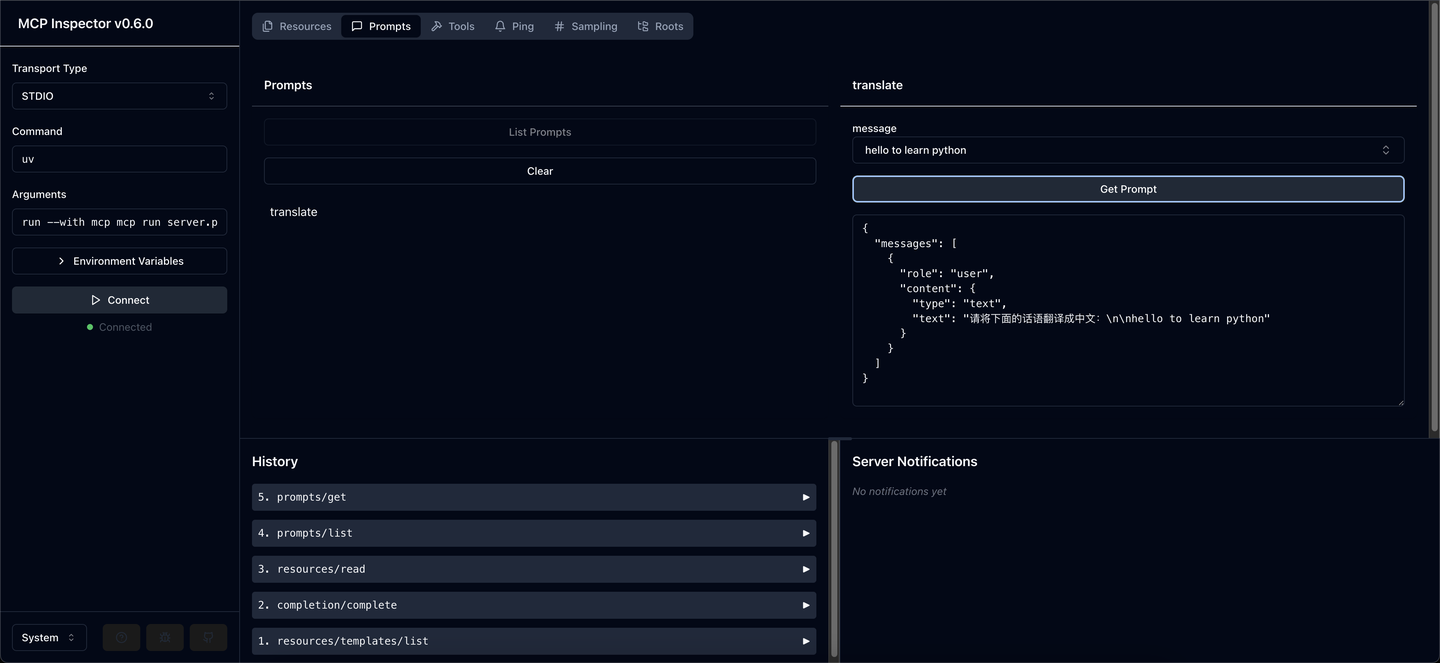 MCP Inspector v0.6.0
Transport Type
STDIO
Command
uv
Arguments
run --with mcp mcp run server.p
Environment Variables
Connect
Connected
System
Resources
Prompts
Tools
Ping
Sampling
Roots
Prompts
List Prompts
Clear
translate
translate
message
hello to learn python
Get Prompt
{
"messages": [
{
"role": "user",
"content": {
"type": "text",
"text": "请将下面的话语翻译成中文：\n\nhello to learn python"
}
}
]
}
History
5. prompts/get
4. prompts/list
3. resources/read
2. completion/complete
1. resources/templates/list
Server Notifications
No notifications yet